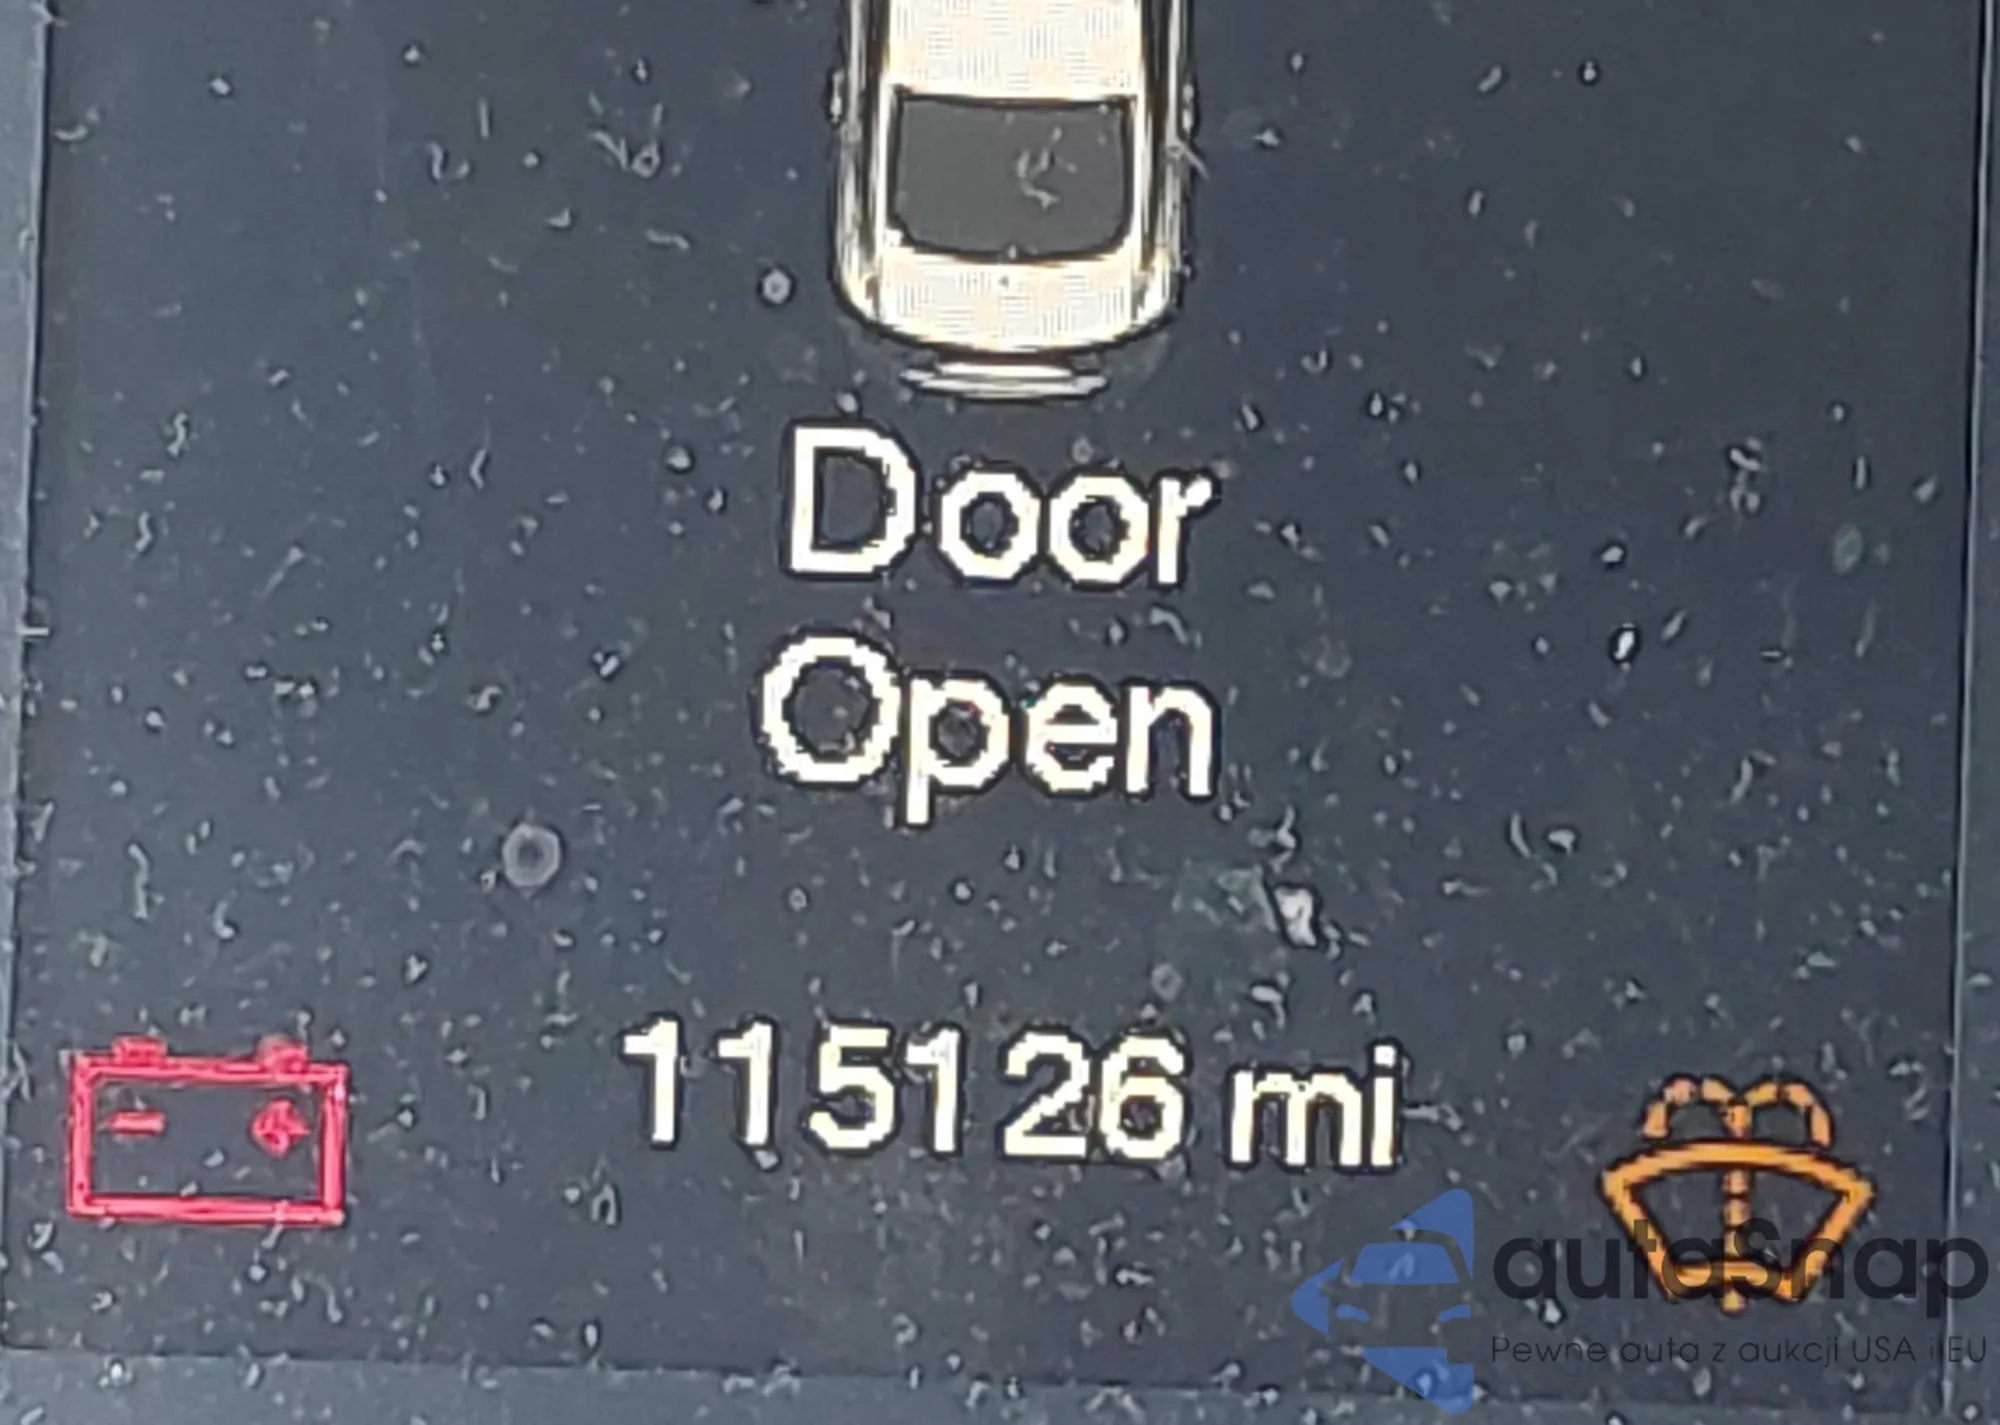 Door
Open
115126 mi
autoSnap
Pewne auta z aukcji USA i EU